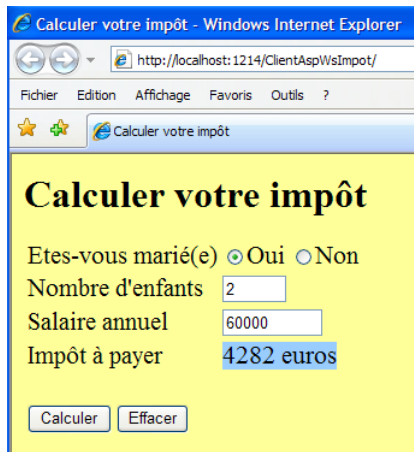 Calculer votre impôt - Windows Internet Explorer
http://localhost:1214/ClientAspWsImpot/
Fichier Edition Affichage Favoris Outils ?
Calculer votre impôt
Calculer votre impôt
Etes-vous marié(e) Oui Non
Nombre d'enfants 2
Salaire annuel 60000
Impôt à payer 4282 euros
Calculer Effacer